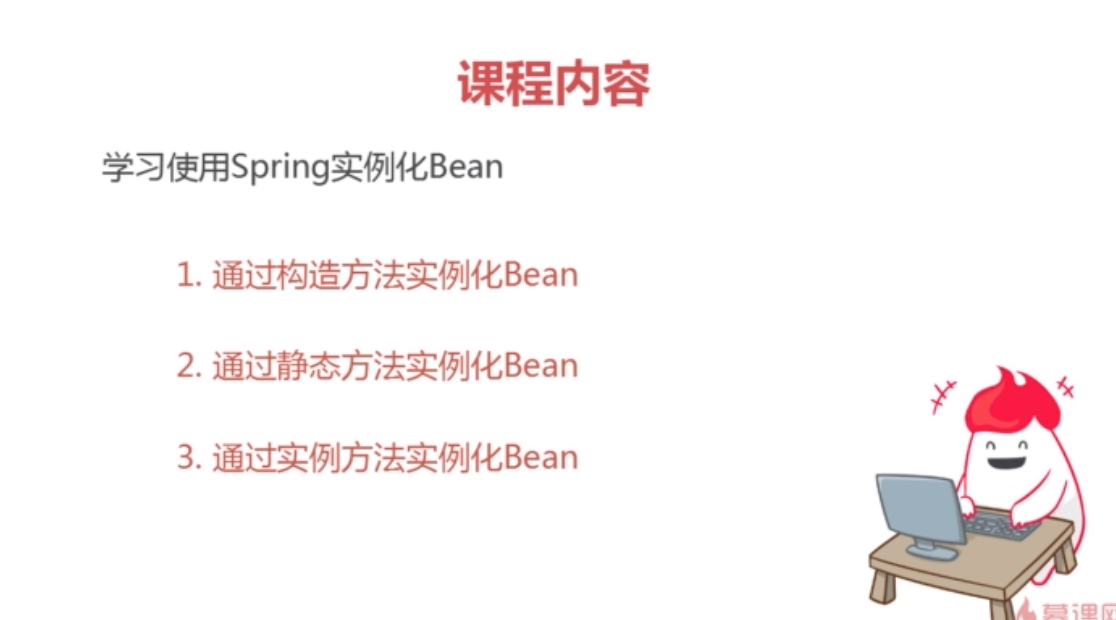 课程内容
学习使用Spring实例化Bean
1. 通过构造方法实例化Bean
2. 通过静态方法实例化Bean
3. 通过实例方法实例化Bean
慕课网